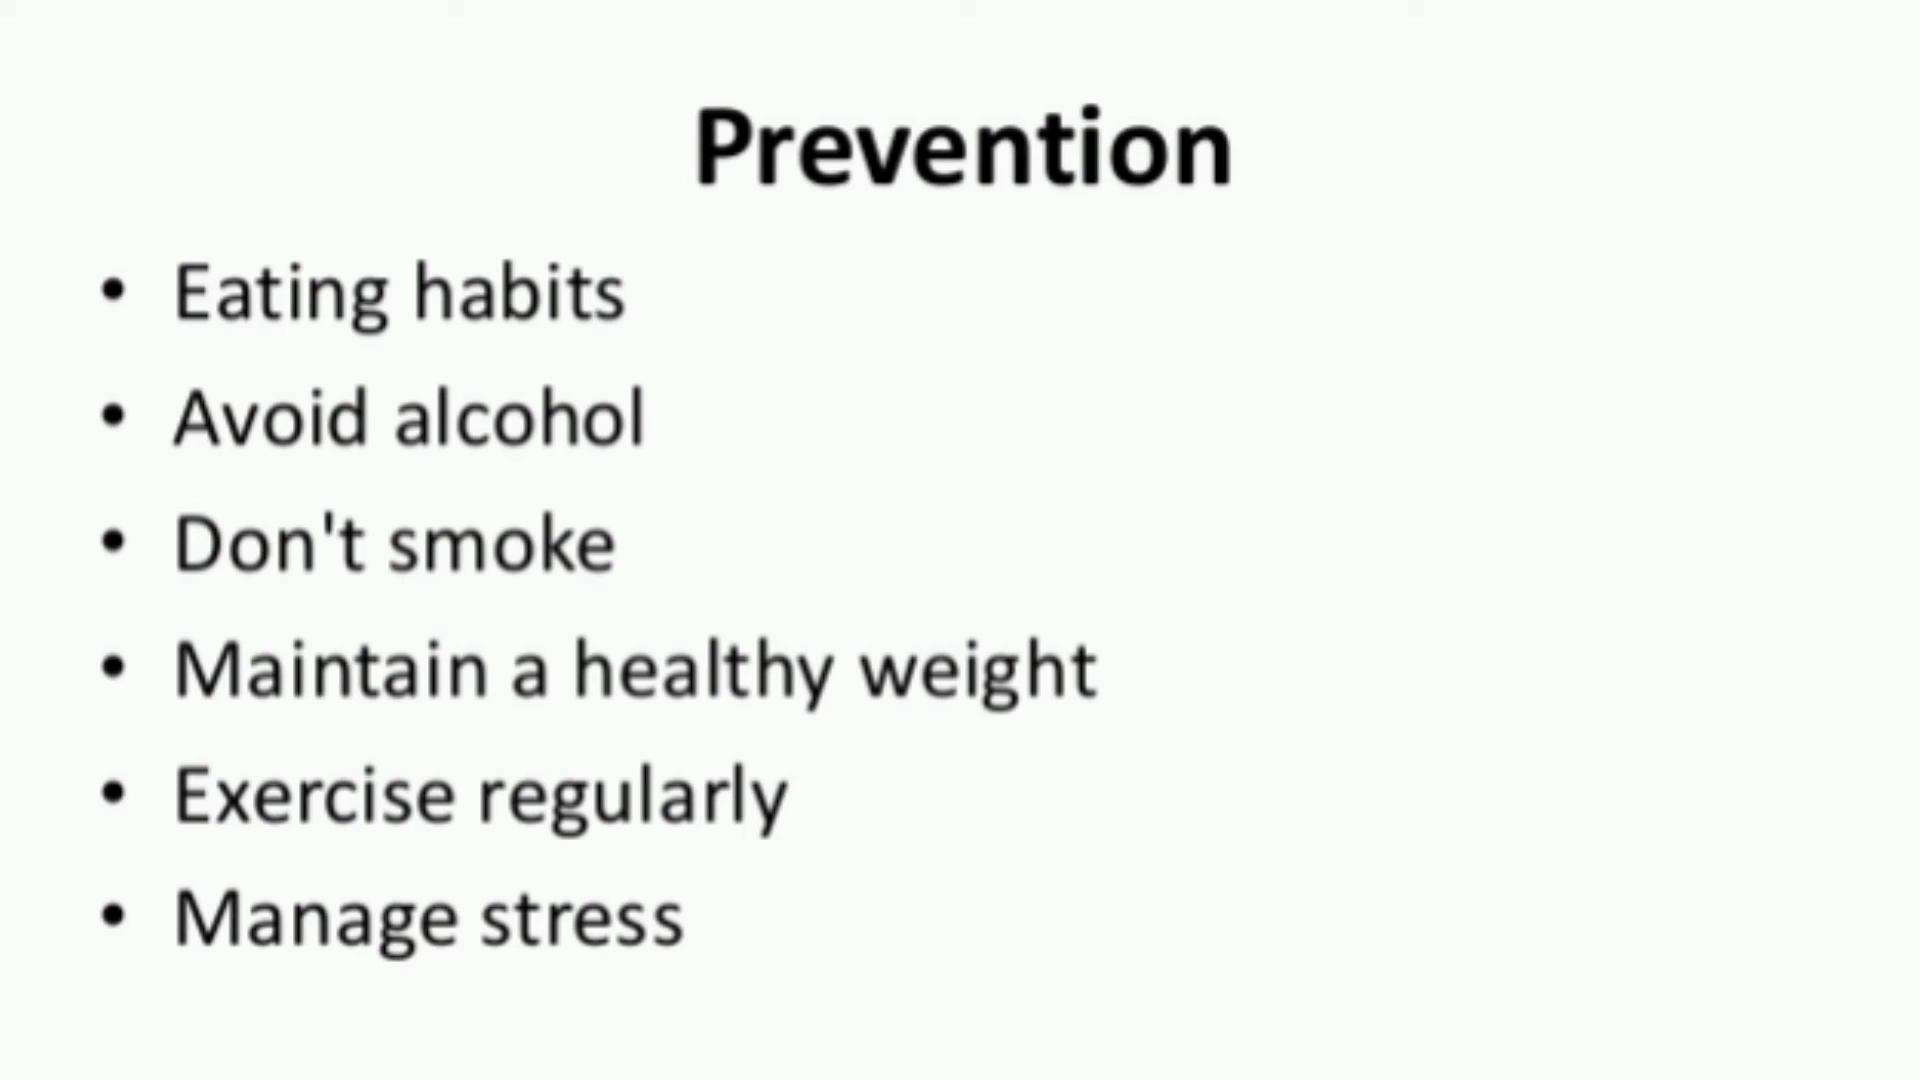 Prevention
• Eating habits
• Avoid alcohol
• Don't smoke
• Maintain a healthy weight
• Exercise regularly
• Manage stress